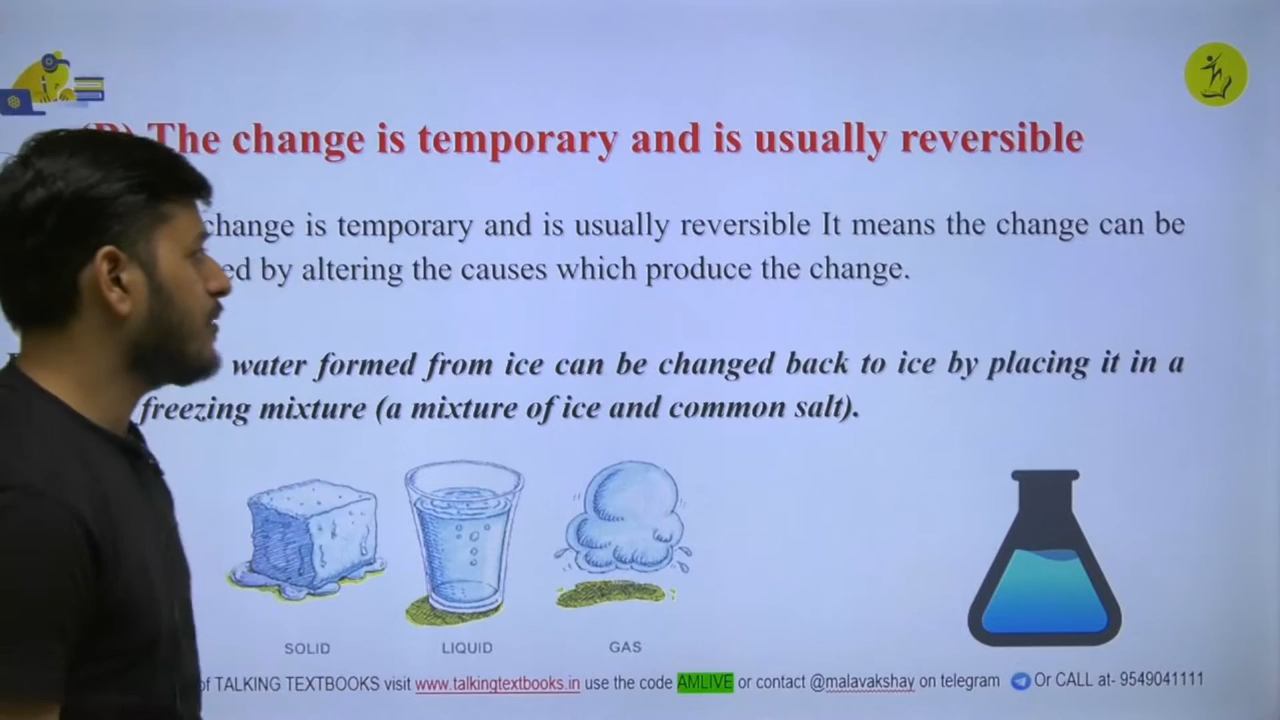 The change is temporary and is usually reversible
change is temporary and is usually reversible It means the change can be
by altering the causes which produce the change.
water formed from ice can be changed back to ice by placing it in a
freezing mixture (a mixture of ice and common salt).
SOLID LIQUID GAS
of TALKING TEXTBOOKS visit www.talkingtextbooks.in use the code AMLIVE or contact @malavakshay on telegram Or CALL at- 9549041111